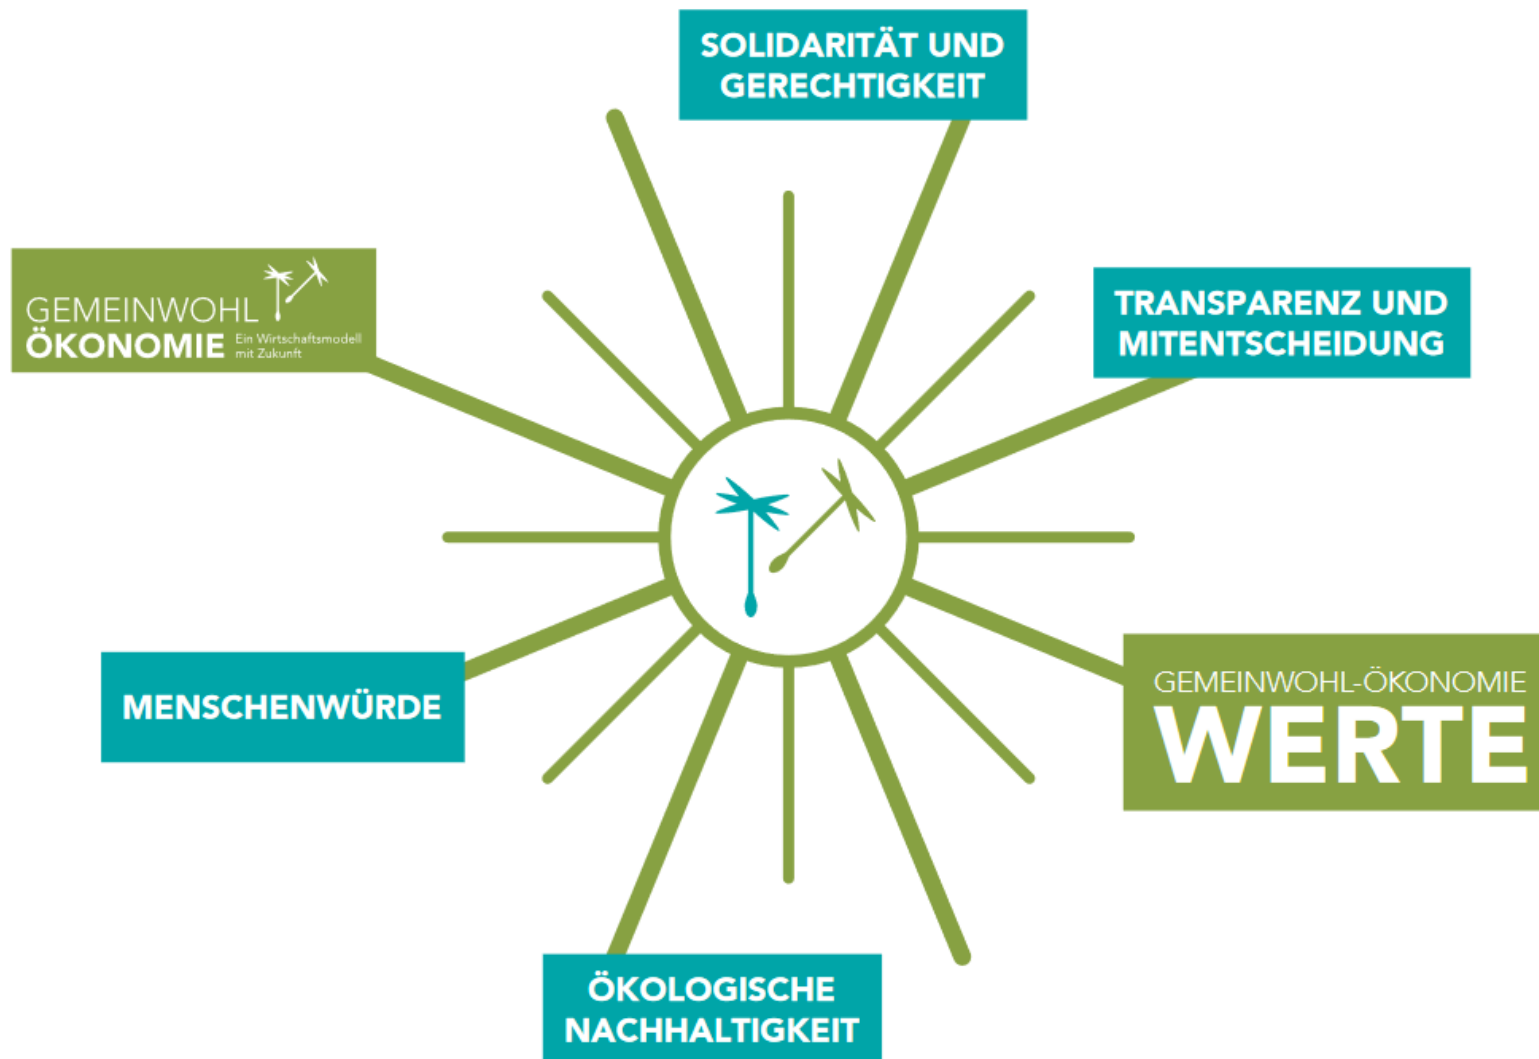 SOLIDARITÄT UND
GERECHTIGKEIT
GEMEINWOHL
ÖKONOMIE
Ein Wirtschaftsmodell
mit Zukunft
TRANSPARENZ UND
MITENTSCHEIDUNG
MENSCHENWÜRDE
GEMEINWOHL-ÖKONOMIE
WERTE
ÖKOLOGISCHE
NACHHALTIGKEIT